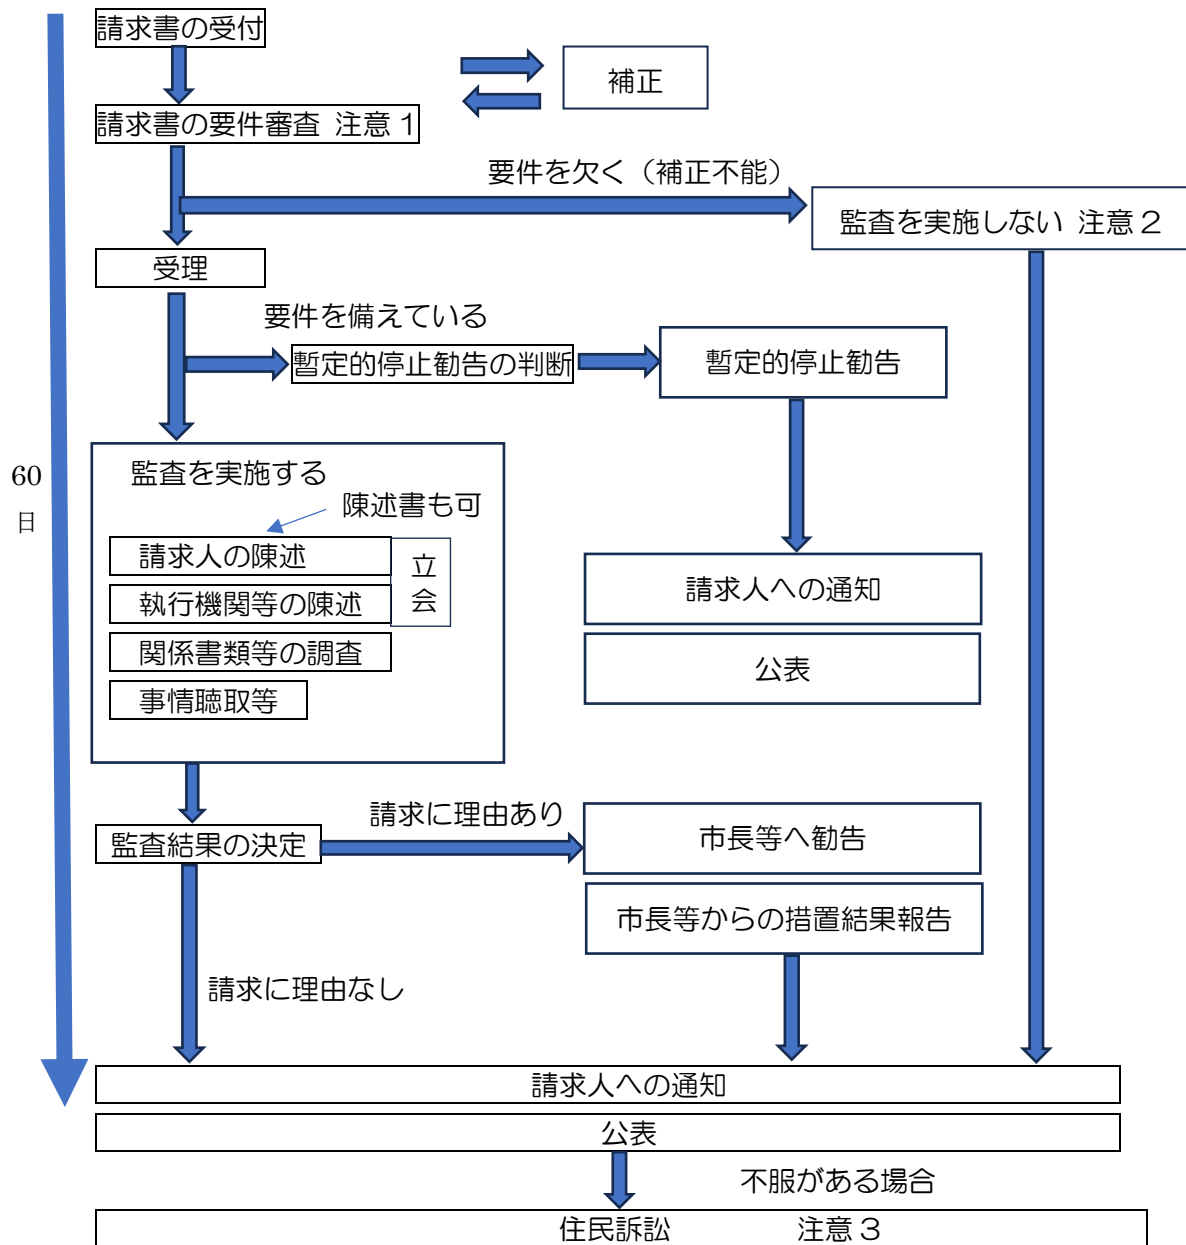 請求書の受付
補正
請求書の要件審査 注意１
要件を欠く（補正不能）
監査を実施しない 注意２
受理
要件を備えている
暫定的停止勧告の判断
暫定的停止勧告
60
日
監査を実施する
陳述書も可
請求人の陳述
執行機関等の陳述
立会
関係書類等の調査
事情聴取等
請求人への通知
公表
請求に理由あり
監査結果の決定
市長等へ勧告
市長等からの措置結果報告
請求に理由なし
請求人への通知
公表
不服がある場合
住民訴訟 注意３